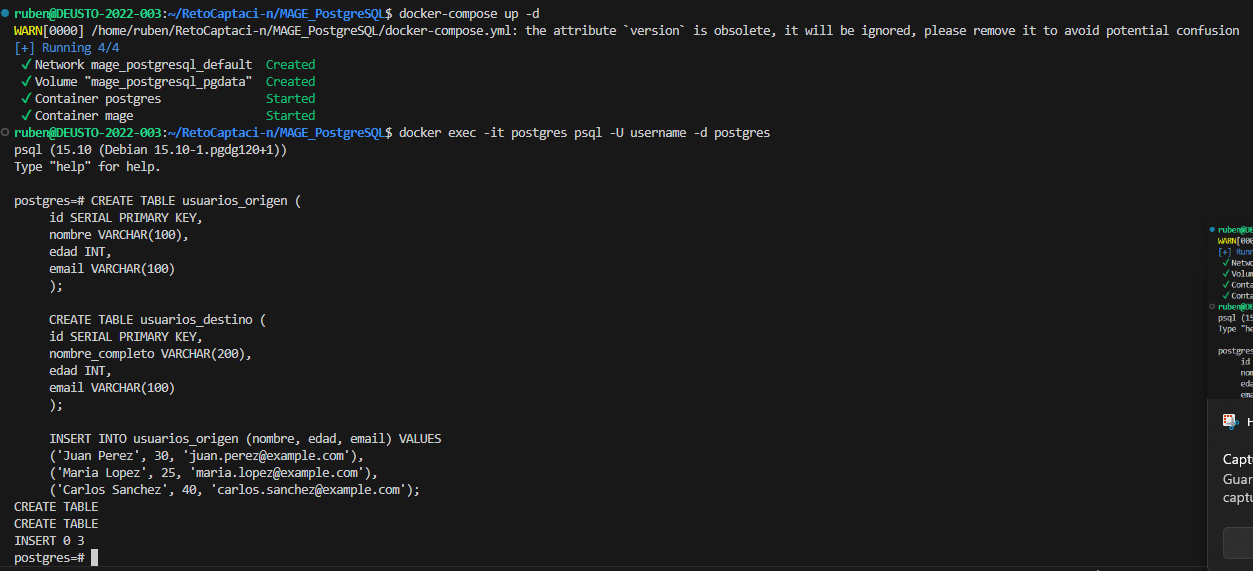 ruben@DEUSTO-2022-003:~/RetoCaptaci-n/MAGE_PostgreSQL$ docker-compose up -d
WARN[0000] /home/ruben/RetoCaptaci-n/MAGE_PostgreSQL/docker-compose.yml: the attribute `version` is obsolete, it will be ignored, please remove it to avoid potential confusion
[+] Running 4/4
✓ Network mage_postgresql_default Created
✓ Volume "mage_postgresql_pgdata" Created
✓ Container postgres Started
✓ Container mage Started
ruben@DEUSTO-2022-003:~/RetoCaptaci-n/MAGE_PostgreSQL$ docker exec -it postgres psql -U username -d postgres
psql (15.10 (Debian 15.10-1.pgdg120+1))
Type "help" for help.
postgres=# CREATE TABLE usuarios_origen (
id SERIAL PRIMARY KEY,
nombre VARCHAR(100),
edad INT,
email VARCHAR(100)
);
CREATE TABLE usuarios_destino (
id SERIAL PRIMARY KEY,
nombre_completo VARCHAR(200),
edad INT,
email VARCHAR(100)
);
INSERT INTO usuarios_origen (nombre, edad, email) VALUES
('Juan Perez', 30, 'juan.perez@example.com'),
('Maria Lopez', 25, 'maria.lopez@example.com'),
('Carlos Sanchez', 40, 'carlos.sanchez@example.com');
CREATE TABLE
CREATE TABLE
INSERT 0 3
postgres=#